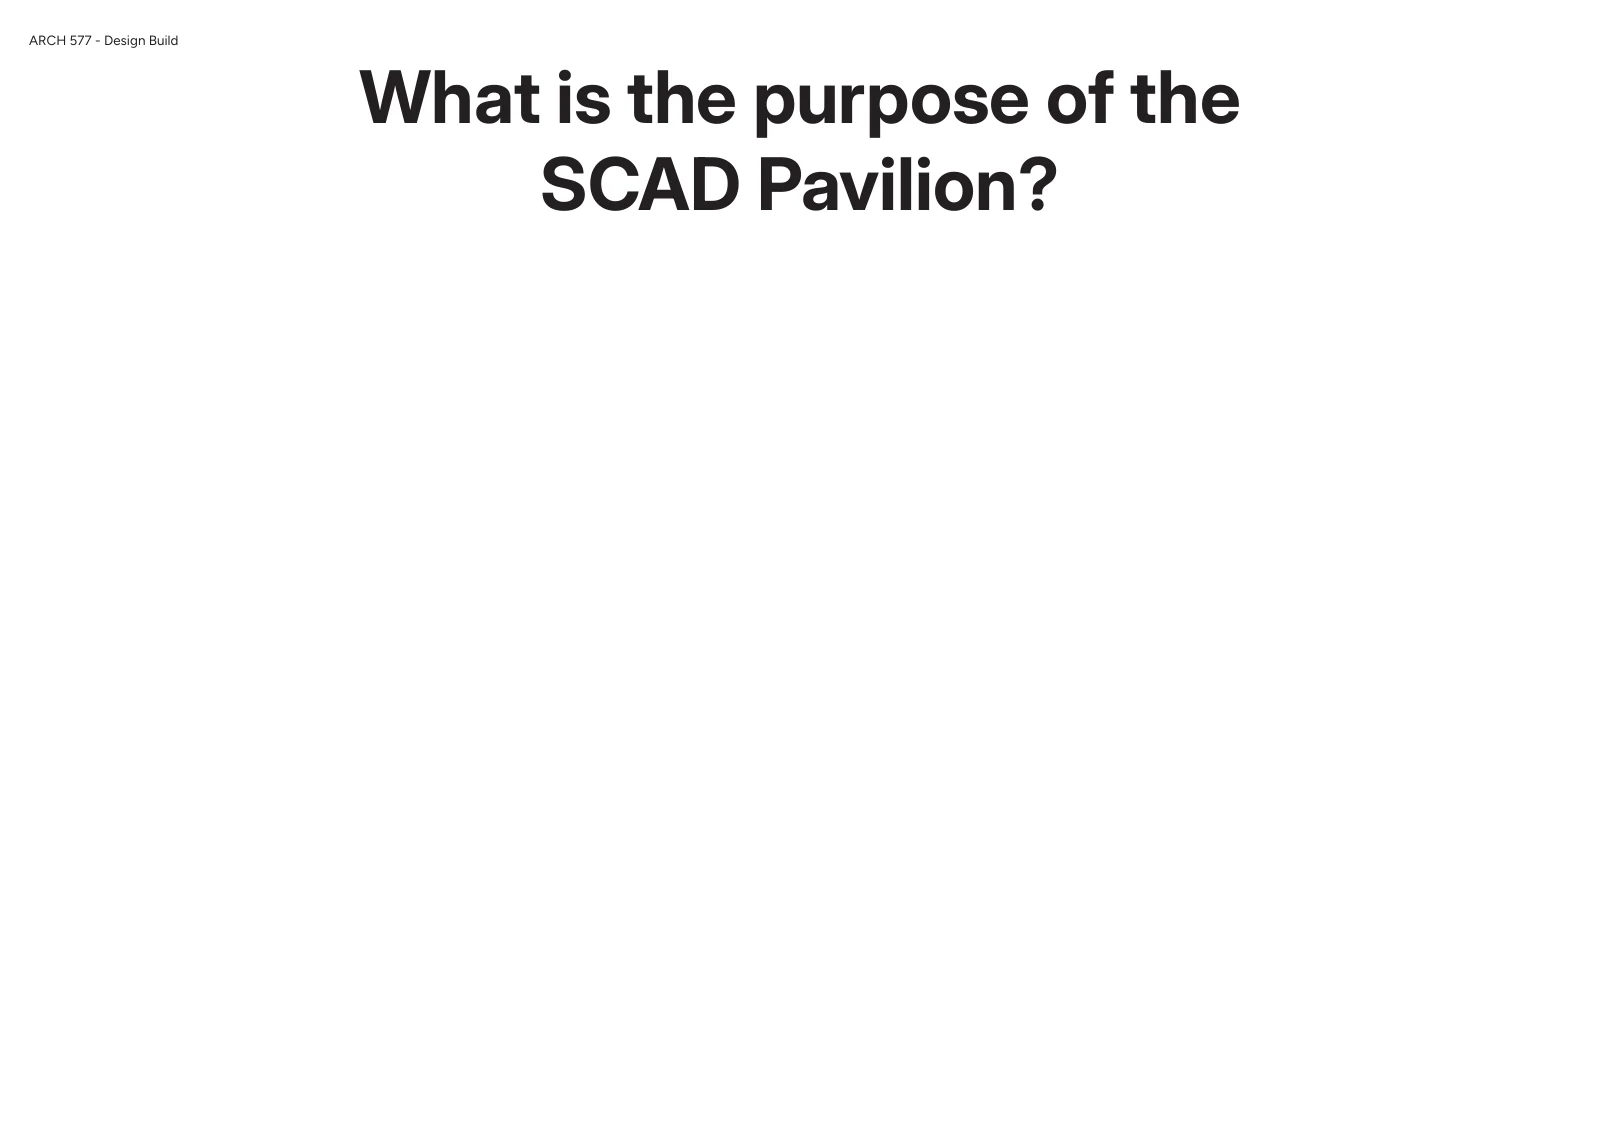 ARCH 577 - Design Build
What is the purpose of the
SCAD Pavilion?